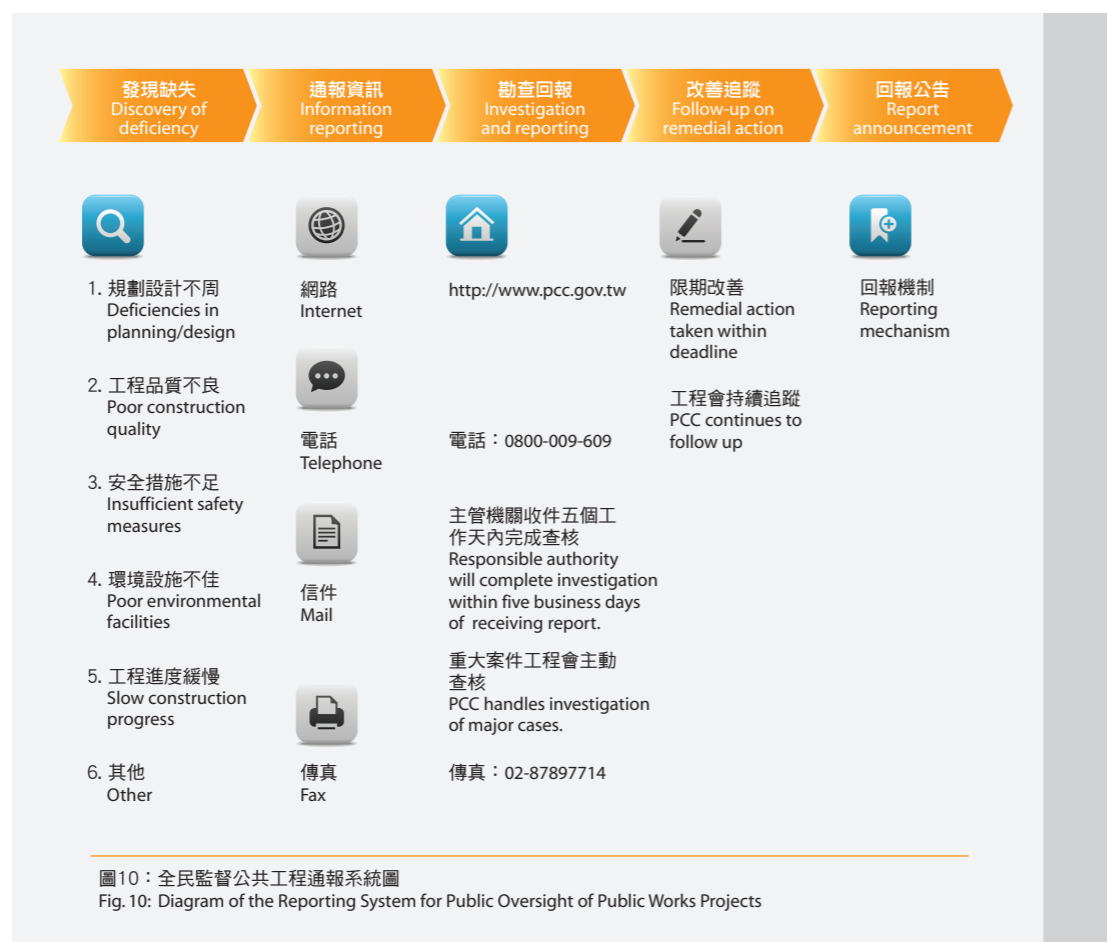 發現缺失
Discovery of
deficiency
通報資訊
Information
reporting
勘查回報
Investigation
and reporting
改善追蹤
Follow-up on
remedial action
回報公告
Report
announcement
1. 規劃設計不周
Deficiencies in
planning/design
2. 工程品質不良
Poor construction
quality
3. 安全措施不足
Insufficient safety
measures
4. 環境設施不佳
Poor environmental
facilities
5. 工程進度緩慢
Slow construction
progress
6. 其他
Other
網路
Internet
電話
Telephone
信件
Mail
傳真
Fax
http://www.pcc.gov.tw
電話：0800-009-609
主管機關收件五個工
作天內完成查核
Responsible authority
will complete investigation
within five business days
of receiving report.
重大案件工程會主動
查核
PCC handles investigation
of major cases.
傳真：02-87897714
限期改善
Remedial action
taken within
deadline
工程會持續追蹤
PCC continues to
follow up
回報機制
Reporting
mechanism
圖10：全民監督公共工程通報系統圖
Fig. 10: Diagram of the Reporting System for Public Oversight of Public Works Projects